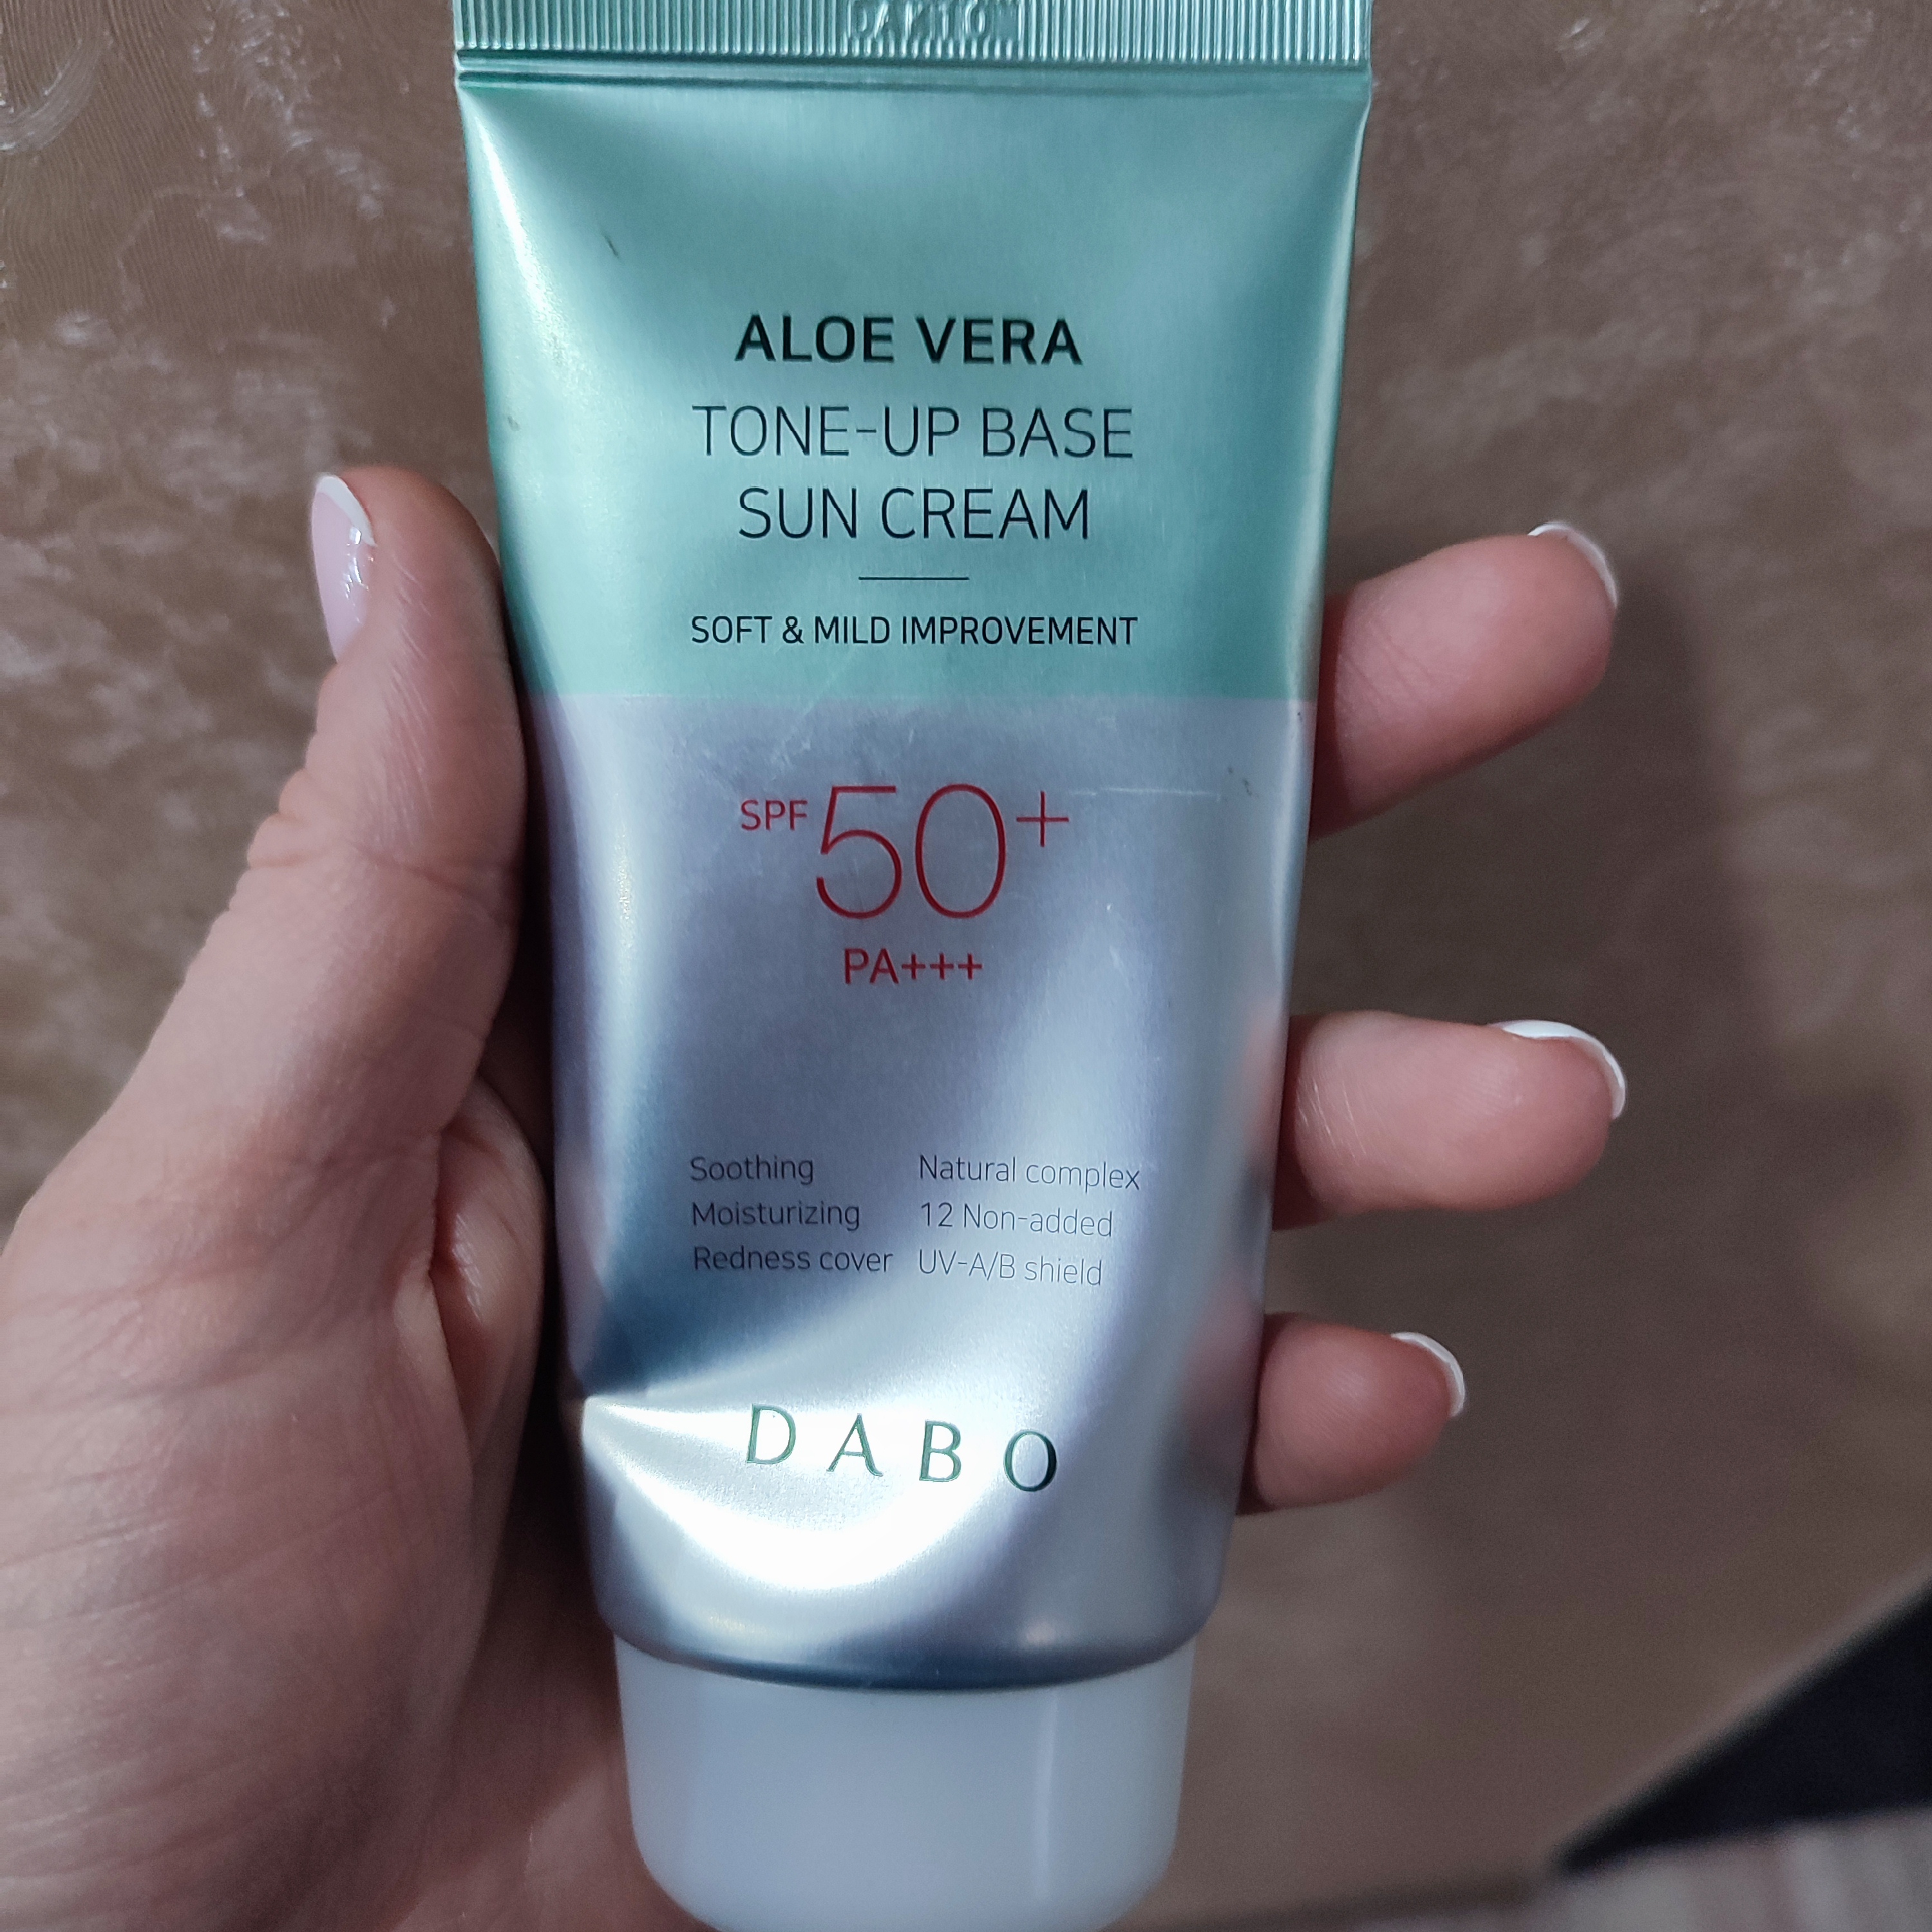 ALOE VERA
TONE-UP BASE
SUN CREAM
SOFT & MILD IMPROVEMENT
SPF 50+
PA+++
Soothing
Moisturizing
Redness cover
Natural complex
12 Non-added
UV-A/B shield
DABO